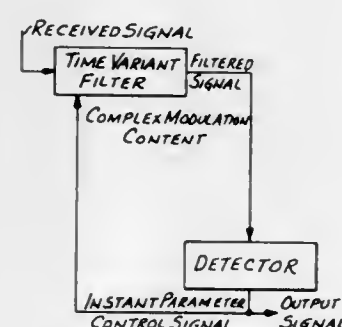 RECEIVED SIGNAL
TIME VARIANT
FILTER
FILTERED
SIGNAL
COMPLEX MODULATION
CONTENT
DETECTOR
INSTANT PARAMETER
CONTROL SIGNAL
OUTPUT
SIGNAL